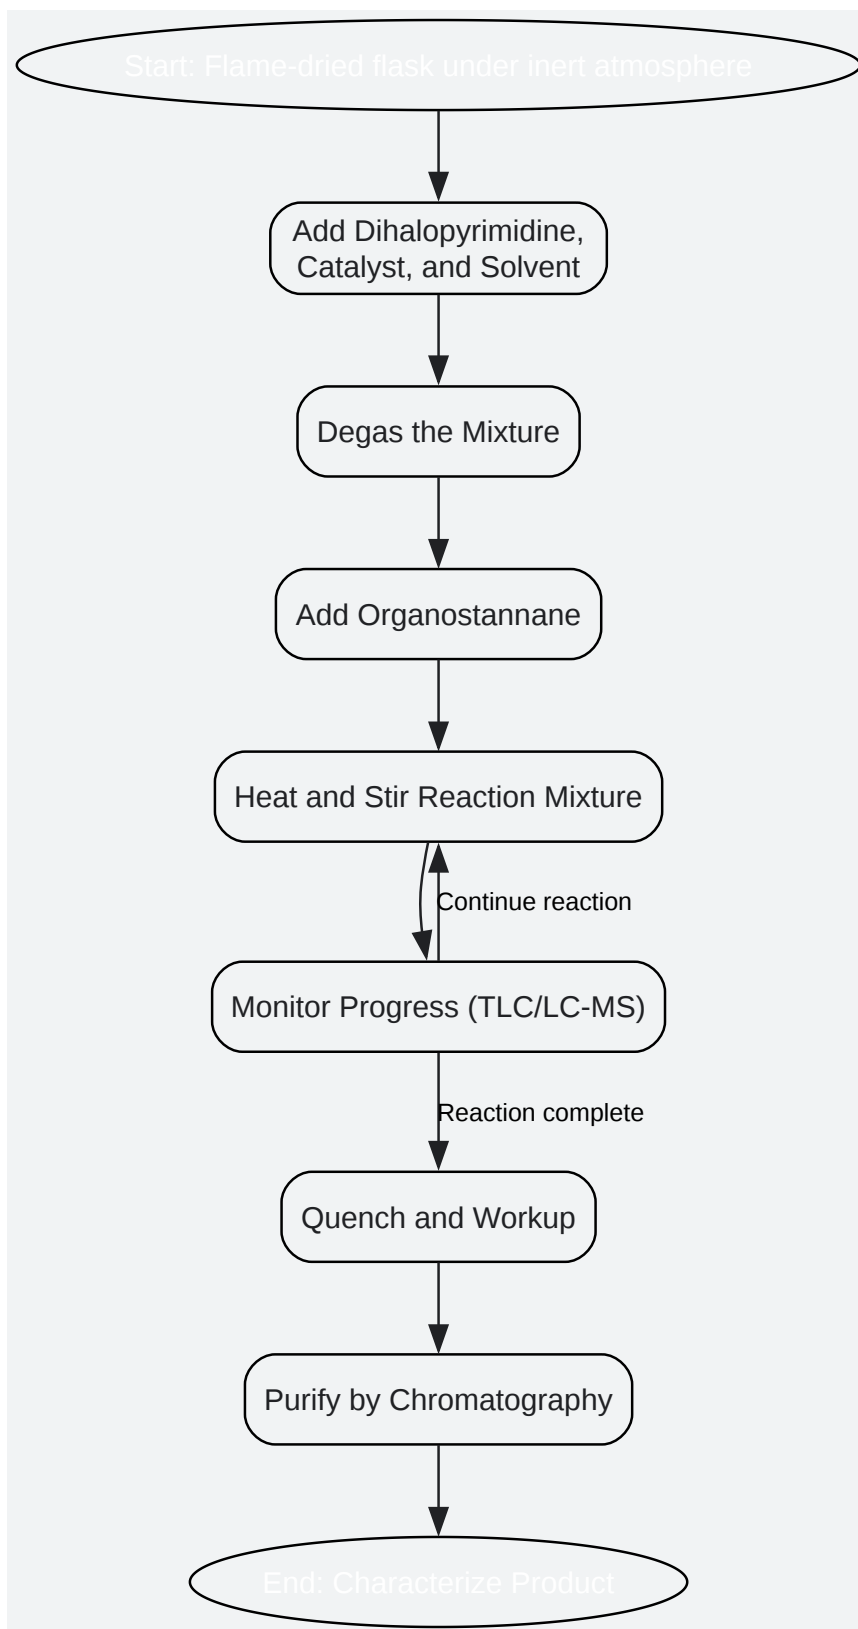 Start: Flame-dried flask under inert atmosphere
Add Dihalopyrimidine,
Catalyst, and Solvent
Degas the Mixture
Add Organostannane
Heat and Stir Reaction Mixture
Continue reaction
Monitor Progress (TLC/LC-MS)
Reaction complete
Quench and Workup
Purify by Chromatography
End: Characterize Product